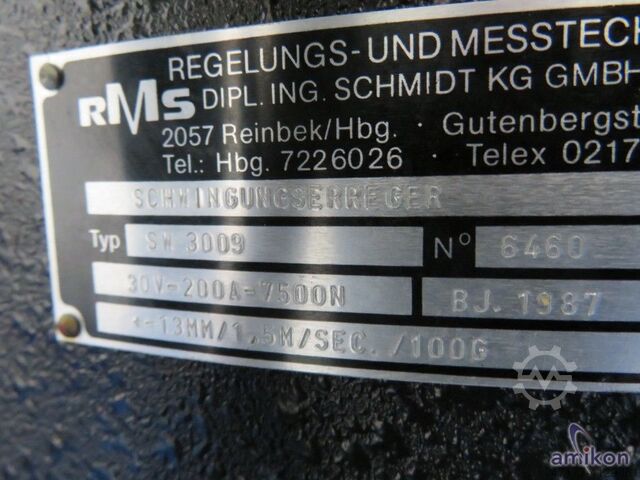 REGELUNGS-UND MESSTECH
RMS DIPL. ING. SCHMIDT KG GMBH
2057 Reinbek/Hbg. · Gutenbergst
Tel.: Hbg. 7226026 · Telex 0217
SCHWINGUNGSERREGER
Typ SW 3009 Nº 6460
30V-200A-7500N BJ. 1987
+-13MM/1,5M/SEC./100G
amikon